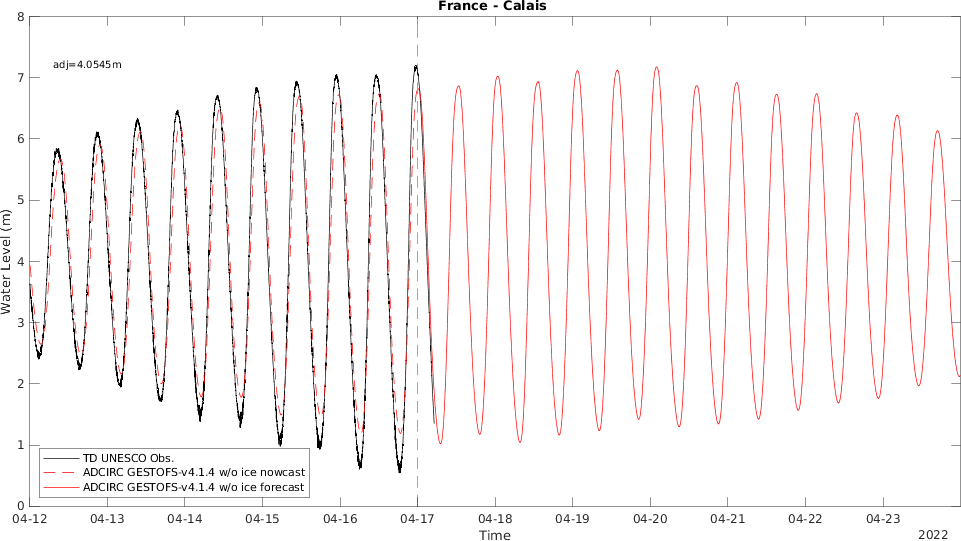 France - Calais
8
7
6
5
4
3
2
1
0
Water Level (m)
adj=4.0545m
TD UNESCO Obs.
ADCIRC GESTOFS-v4.1.4 w/o ice nowcast
ADCIRC GESTOFS-v4.1.4 w/o ice forecast
04-12 04-13 04-14 04-15 04-16 04-17 04-18 04-19 04-20 04-21 04-22 04-23
Time
2022